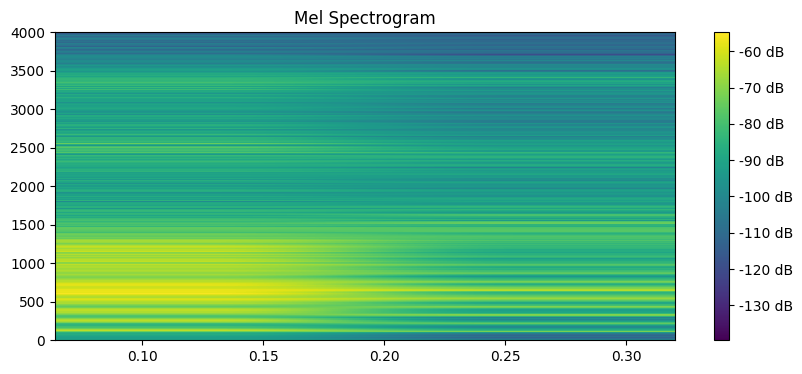 Mel Spectrogram
4000
3500
3000
2500
2000
1500
1000
500
0
0.10 0.15 0.20 0.25 0.30
-60 dB
-70 dB
-80 dB
-90 dB
-100 dB
-110 dB
-120 dB
-130 dB